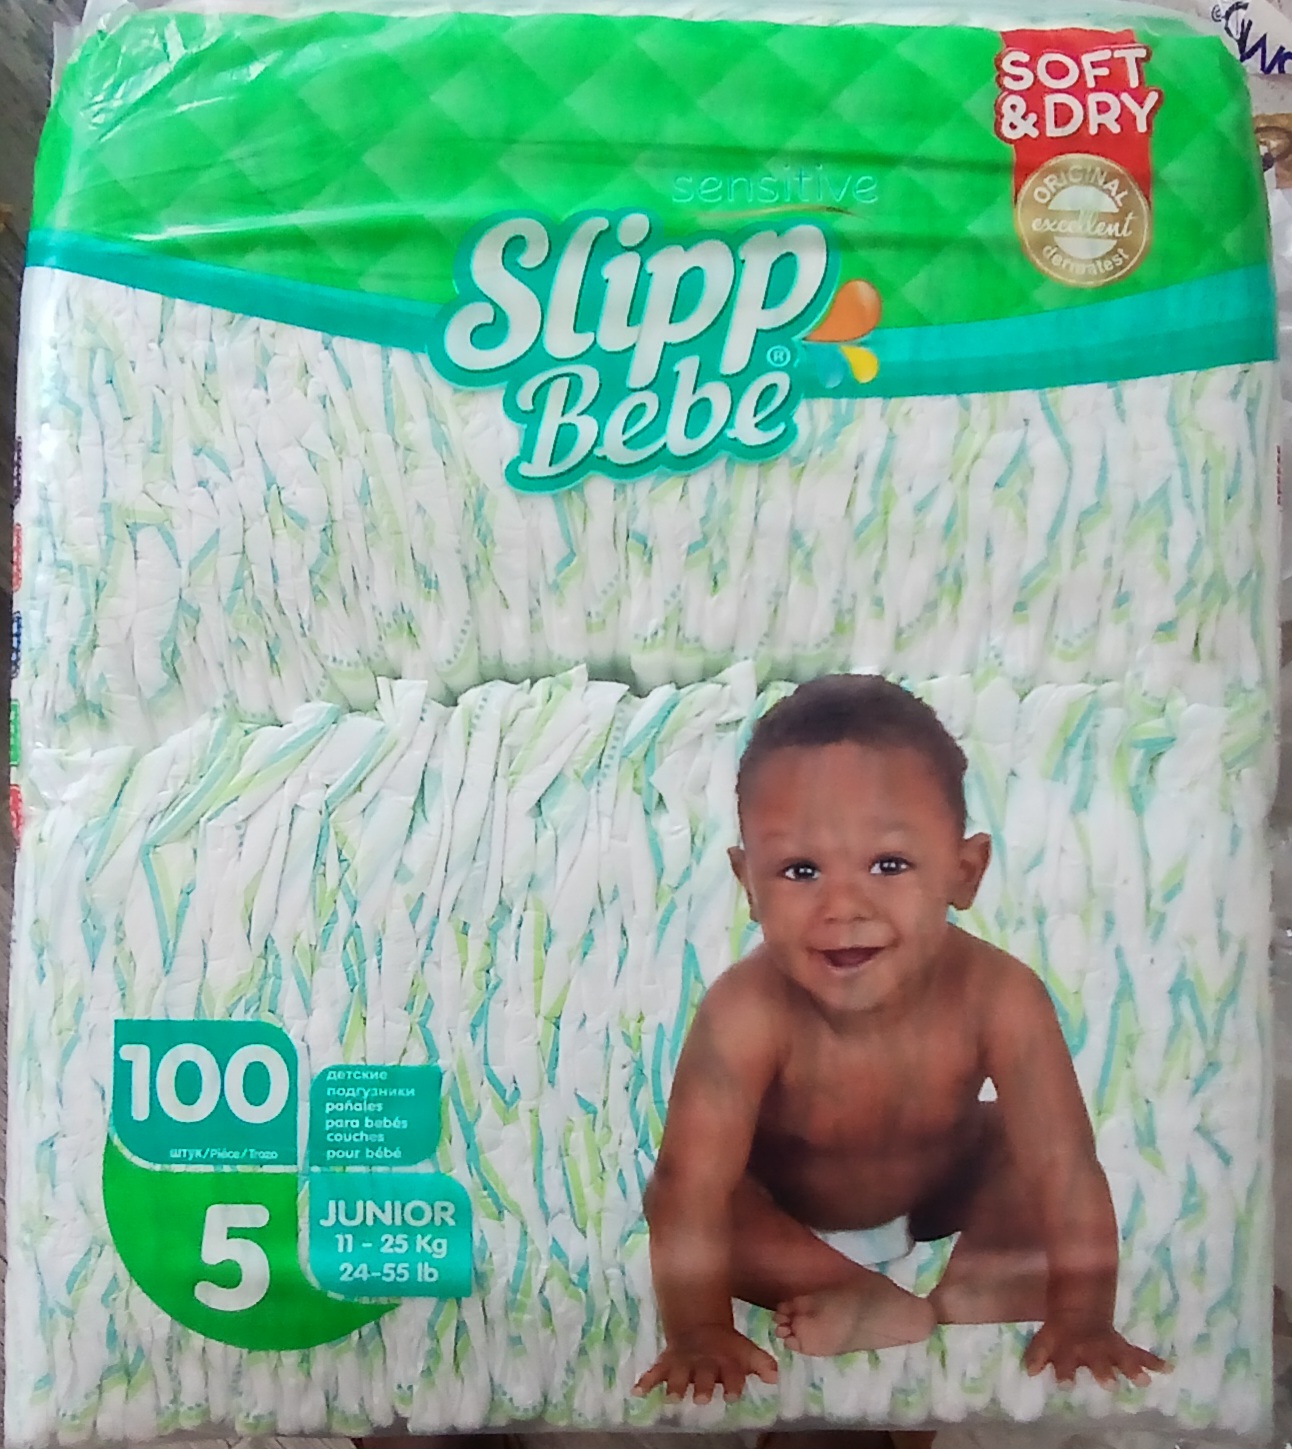 SOFT
&DRY
sensitive
ORIGINAL
excellent
dermatest
Slipp
Bebe®
100
штук/Piéce/Trozo
детские
подгузники
pañales
para bebés
couches
pour bébé
5
JUNIOR
11 - 25 Kg
24-55 lb